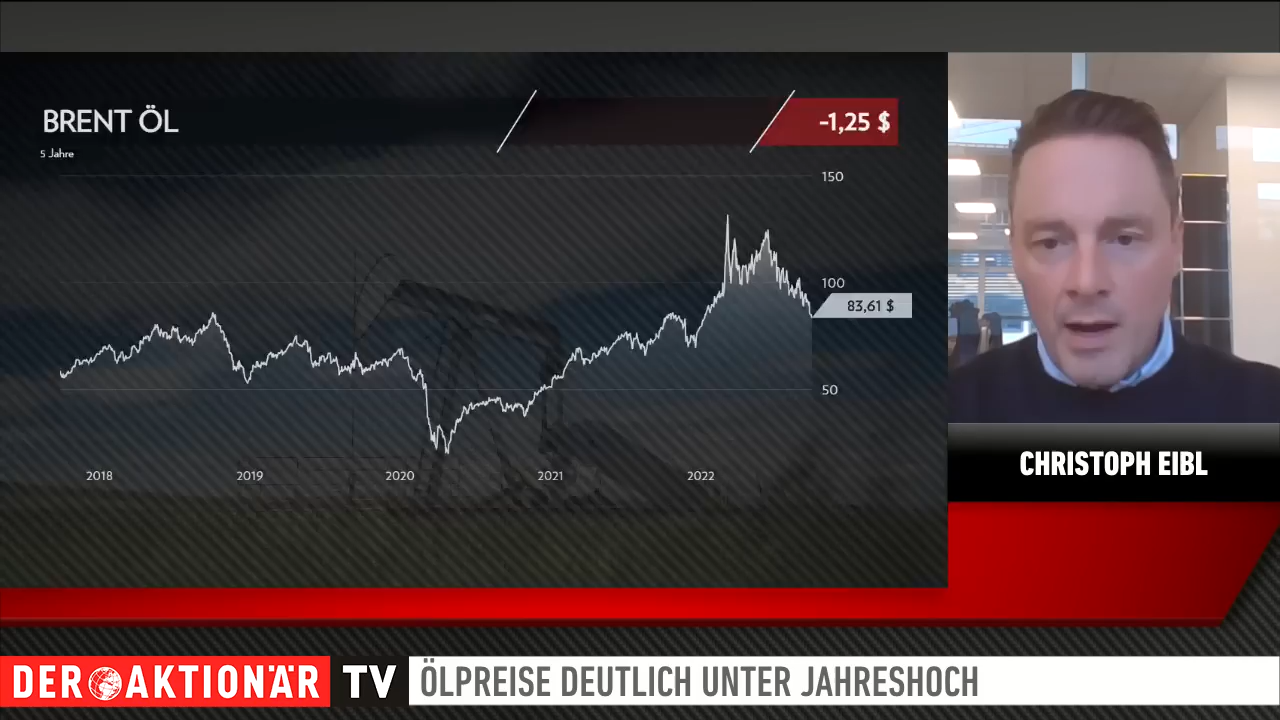 BRENT ÖL
-1,25 $
5 Jahre
150
100
83,61 $
50
2018
2019
2020
2021
2022
CHRISTOPH EIBL
DER AKTIONÄR TV
ÖLPREISE DEUTLICH UNTER JAHRESHOCH